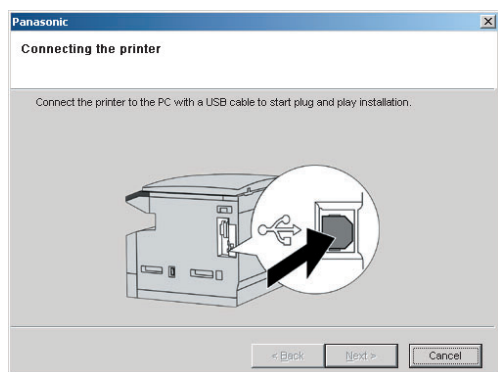 Panasonic
Connecting the printer
Connect the printer to the PC with a USB cable to start plug and play installation.
< Back
Next >
Cancel